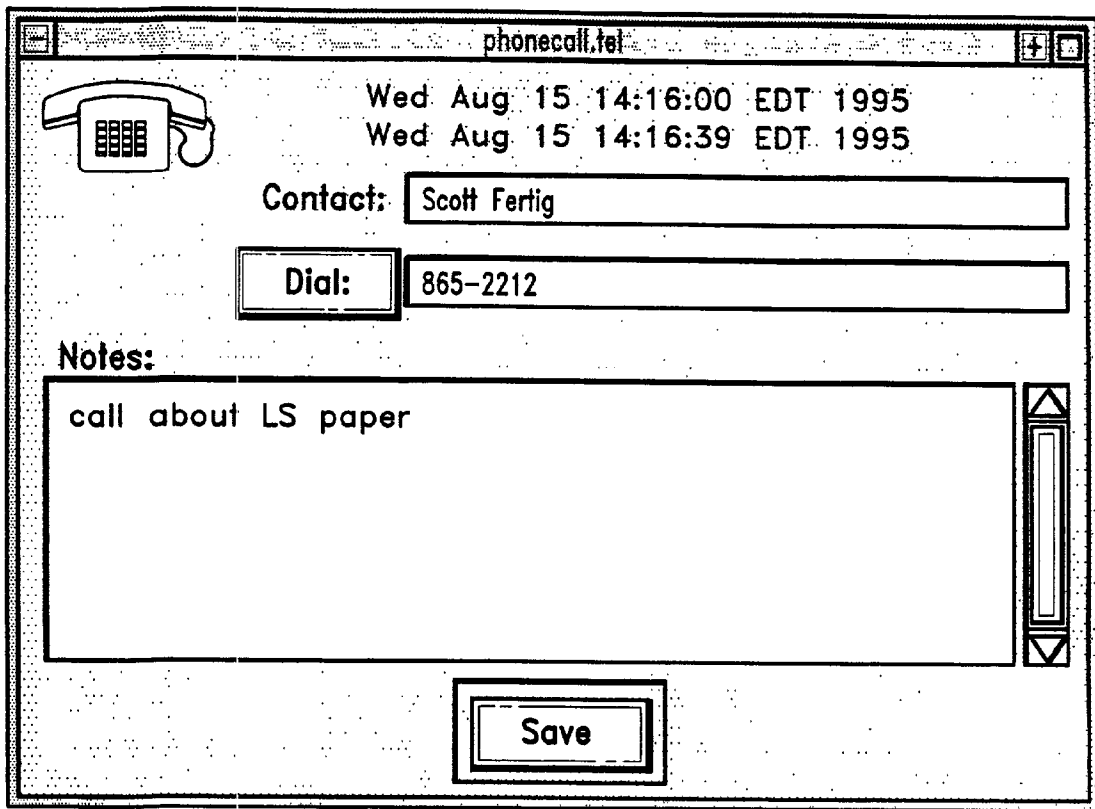 phonecall.tel
Wed Aug 15 14:16:00 EDT 1995
Wed Aug 15 14:16:39 EDT 1995
Contact: Scott Fertig
Dial: 865-2212
Notes:
call about LS paper
Save